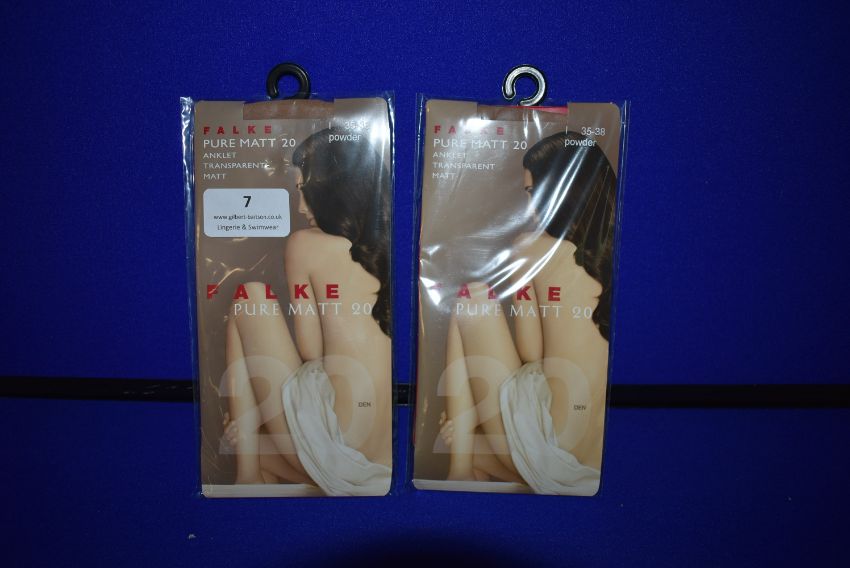 FALKE
PURE MATT 20
ANKLET
TRANSPARENT
MATT
35-38
powder
7
www.gilbert-baitson.co.uk
Lingerie & Swimwear
FALKE
PURE MATT 20
20
DEN
FALKE
PURE MATT 20
ANKLET
TRANSPARENT
MATT
35-38
powder
FALKE
PURE MATT 20
20
DEN